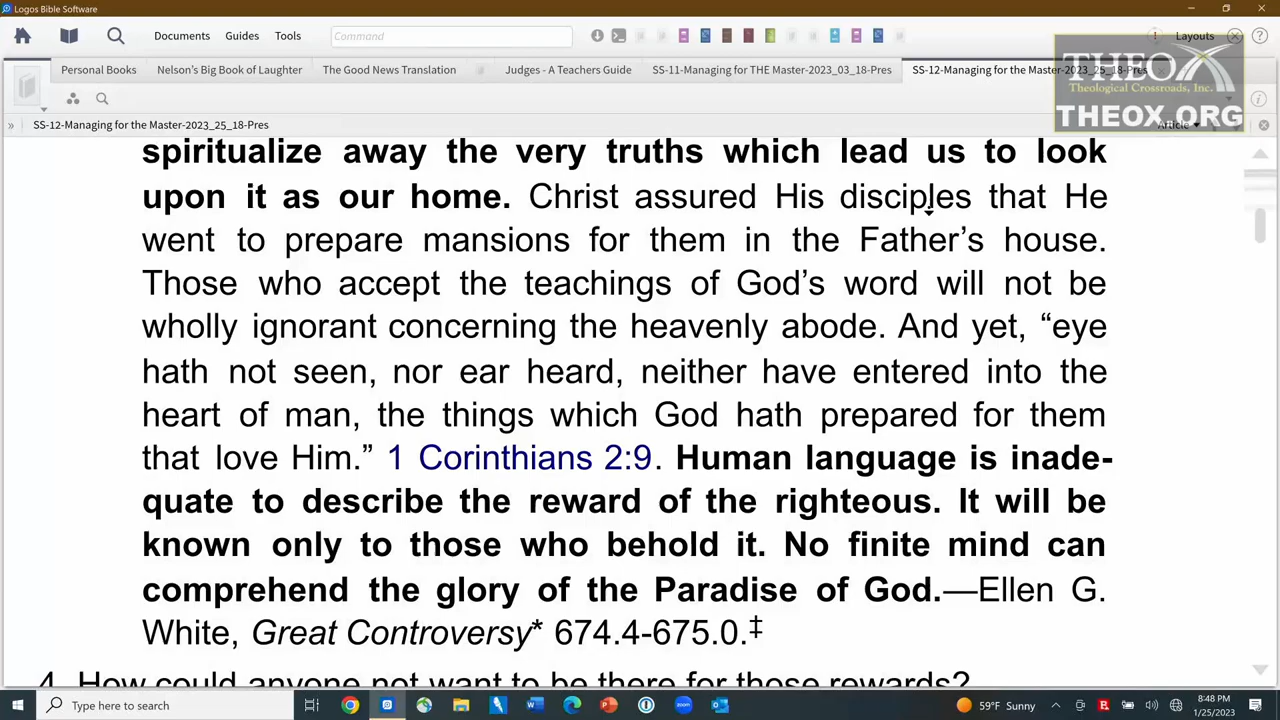 Logos Bible Software
Documents Guides Tools Command Layouts
Personal Books Nelson's Big Book of Laughter Judges - A Teachers Guide SS-11-Managing for THE Master-2023_03_18-Pres SS-12-Managing for the Master-2023_25_18-Pres
THEOX
Theological Crossroads, Inc.
THEOX.ORG
SS-12-Managing for the Master-2023_25_18-Pres Article
spiritualize away the very truths which lead us to look
upon it as our home. Christ assured His disciples that He
went to prepare mansions for them in the Father’s house.
Those who accept the teachings of God’s word will not be
wholly ignorant concerning the heavenly abode. And yet, “eye
hath not seen, nor ear heard, neither have entered into the
heart of man, the things which God hath prepared for them
that love Him.” 1 Corinthians 2:9. Human language is inade-
quate to describe the reward of the righteous. It will be
known only to those who behold it. No finite mind can
comprehend the glory of the Paradise of God.—Ellen G.
White, Great Controversy* 674.4-675.0.‡
4. How could anyone not want to be there for those rewards?
Type here to search
59°F Sunny
8:48 PM
1/25/2023